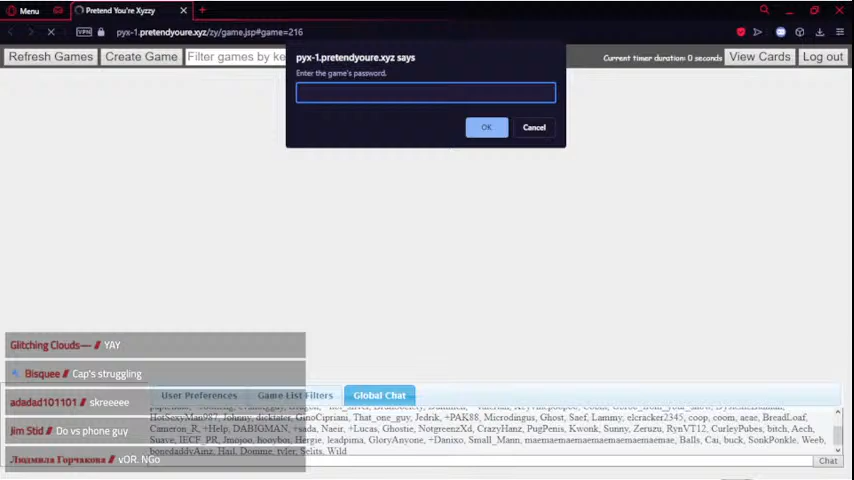 Menu
Pretend You're Xyzzy
VPN
pyx-1.pretendyoure.xyz/zy/game.jsp#game=216
Refresh Games
Create Game
Filter games by ke
pyx-1.pretendyoure.xyz says
Enter the game's password.
OK
Cancel
Current timer duration: 0 seconds
View Cards
Log out
Glitching Clouds— // YAY
Bisquee // Cap's struggling
adadad101101 // skreeeee
Jim Stid // Do vs phone guy
Людмила Горчакова // vOR. NGo
User Preferences
Game List Filters
Global Chat
HotSexyMan987, Johnny, dicktater, GinoCipriani, That_one_guy, Jedrik, +PAK88, Microdingus, Ghost, Saef, Lammy, elcracker2345, coop, coom, aeae, BreadLoaf,
Cameron_R, +Help, DABIGMAN, +sada, Naeir, +Lucas, Ghostie, NotgreenzXd, CrazyHanz, PugPenis, Kwonk, Sunny, Zeruzu, RynVT12, CurleyPubes, bitch, Aech,
Suave, IECF_PR, Jmojoo, hooyboi, Hergie, leadpima, GloryAnyone, +Danixo, Small_Mann, maemaemaemaemaemaemaemae, Balls, Cai, buck, SonkPonkle, Weeb,
bonedaddyAinz, Hail, Domme, tyler, Selits, Wild
Chat